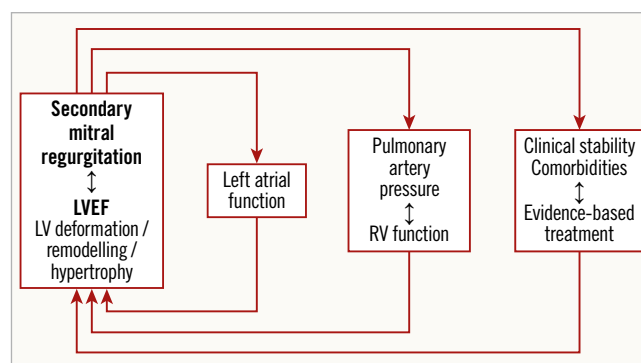 Secondary
mitral
regurgitation
↕
LVEF
LV deformation /
remodelling /
hypertrophy
Left atrial
function
Pulmonary
artery
pressure
↕
RV function
Clinical stability
Comorbidities
↕
Evidence-based
treatment